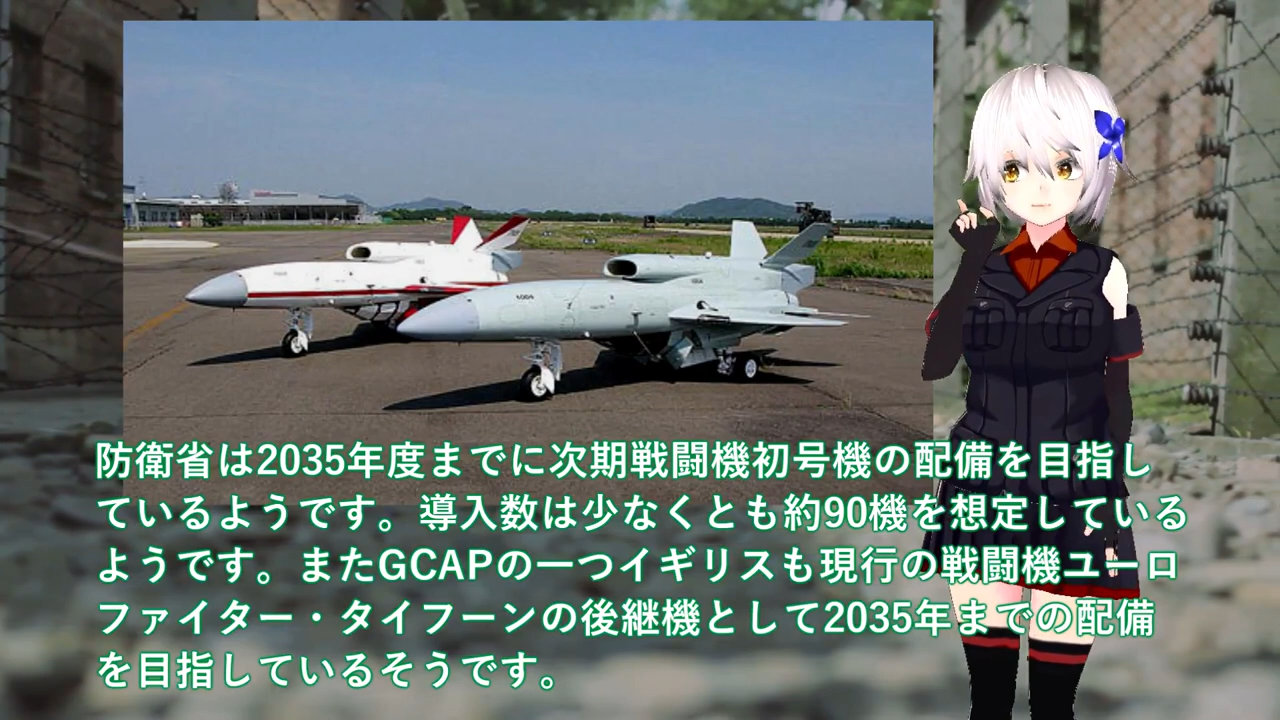 防衛省は2035年度までに次期戦闘機初号機の配備を目指し
ているようです。導入数は少なくとも約90機を想定している
ようです。またGCAPの一つイギリスも現行の戦闘機ユーロ
ファイター・タイフーンの後継機として2035年までの配備
を目指しているそうです。